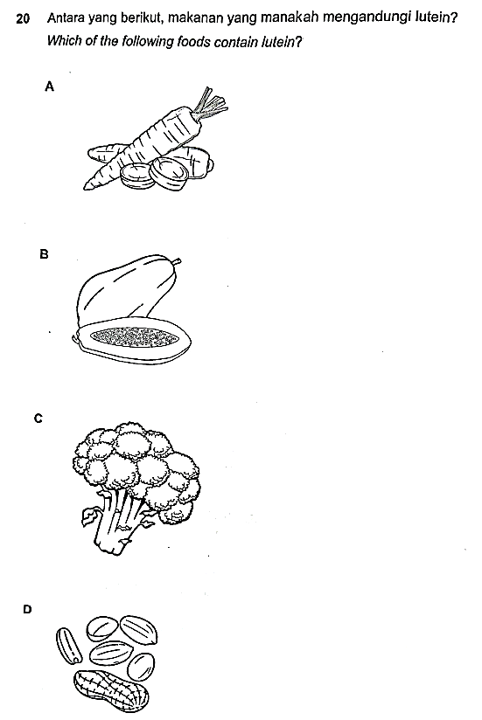 20 Antara yang berikut, makanan yang manakah mengandungi lutein?
Which of the following foods contain lutein?
A
B
C
D